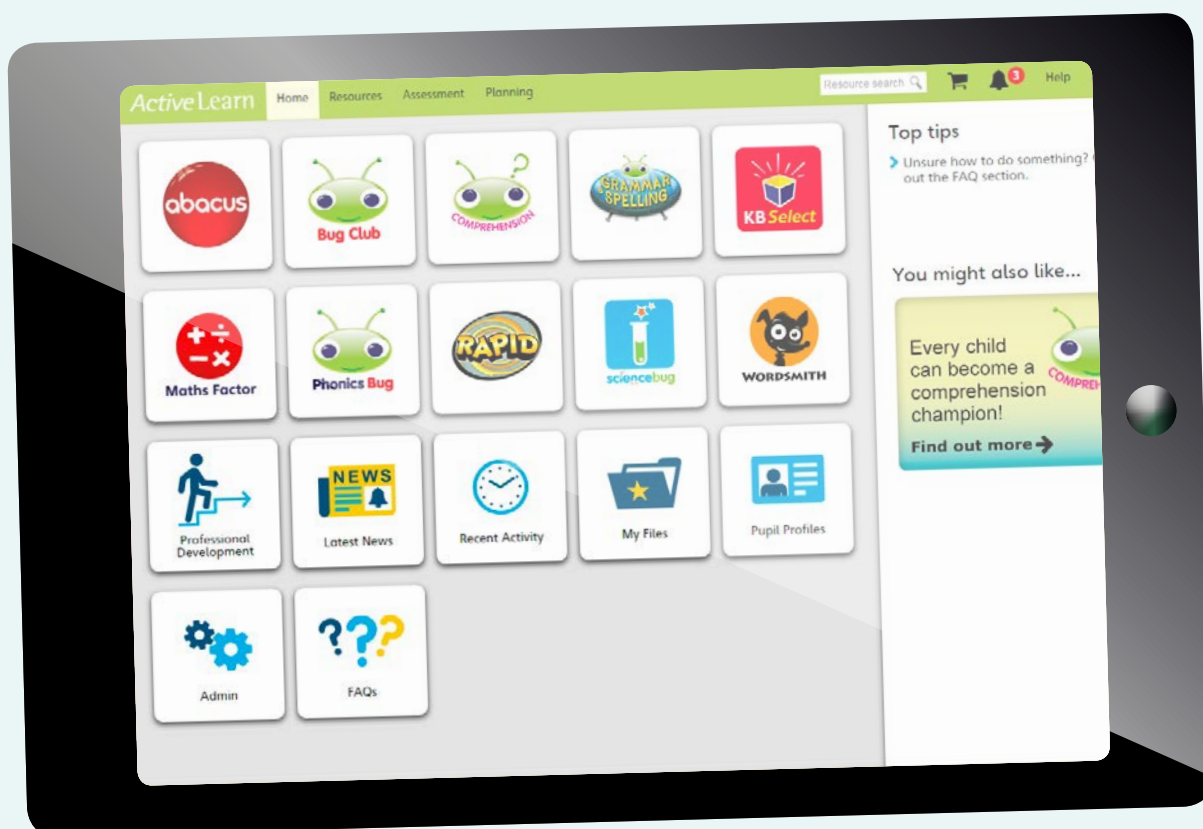 ActiveLearn Home Resources Assessment Planning Resource search 3 Help
abacus
Bug Club
COMPREHENSION
GRAMMAR
SPELLING
KB Select
Top tips
Unsure how to do something?
out the FAQ section.
Maths Factor
Phonics Bug
RAPID
sciencebug
WORDSMITH
You might also like...
Every child
can become a
comprehension
champion!
Find out more
COMPREH
Professional
Development
NEWS
Latest News
Recent Activity
My Files
Pupil Profiles
Admin
???
FAQs